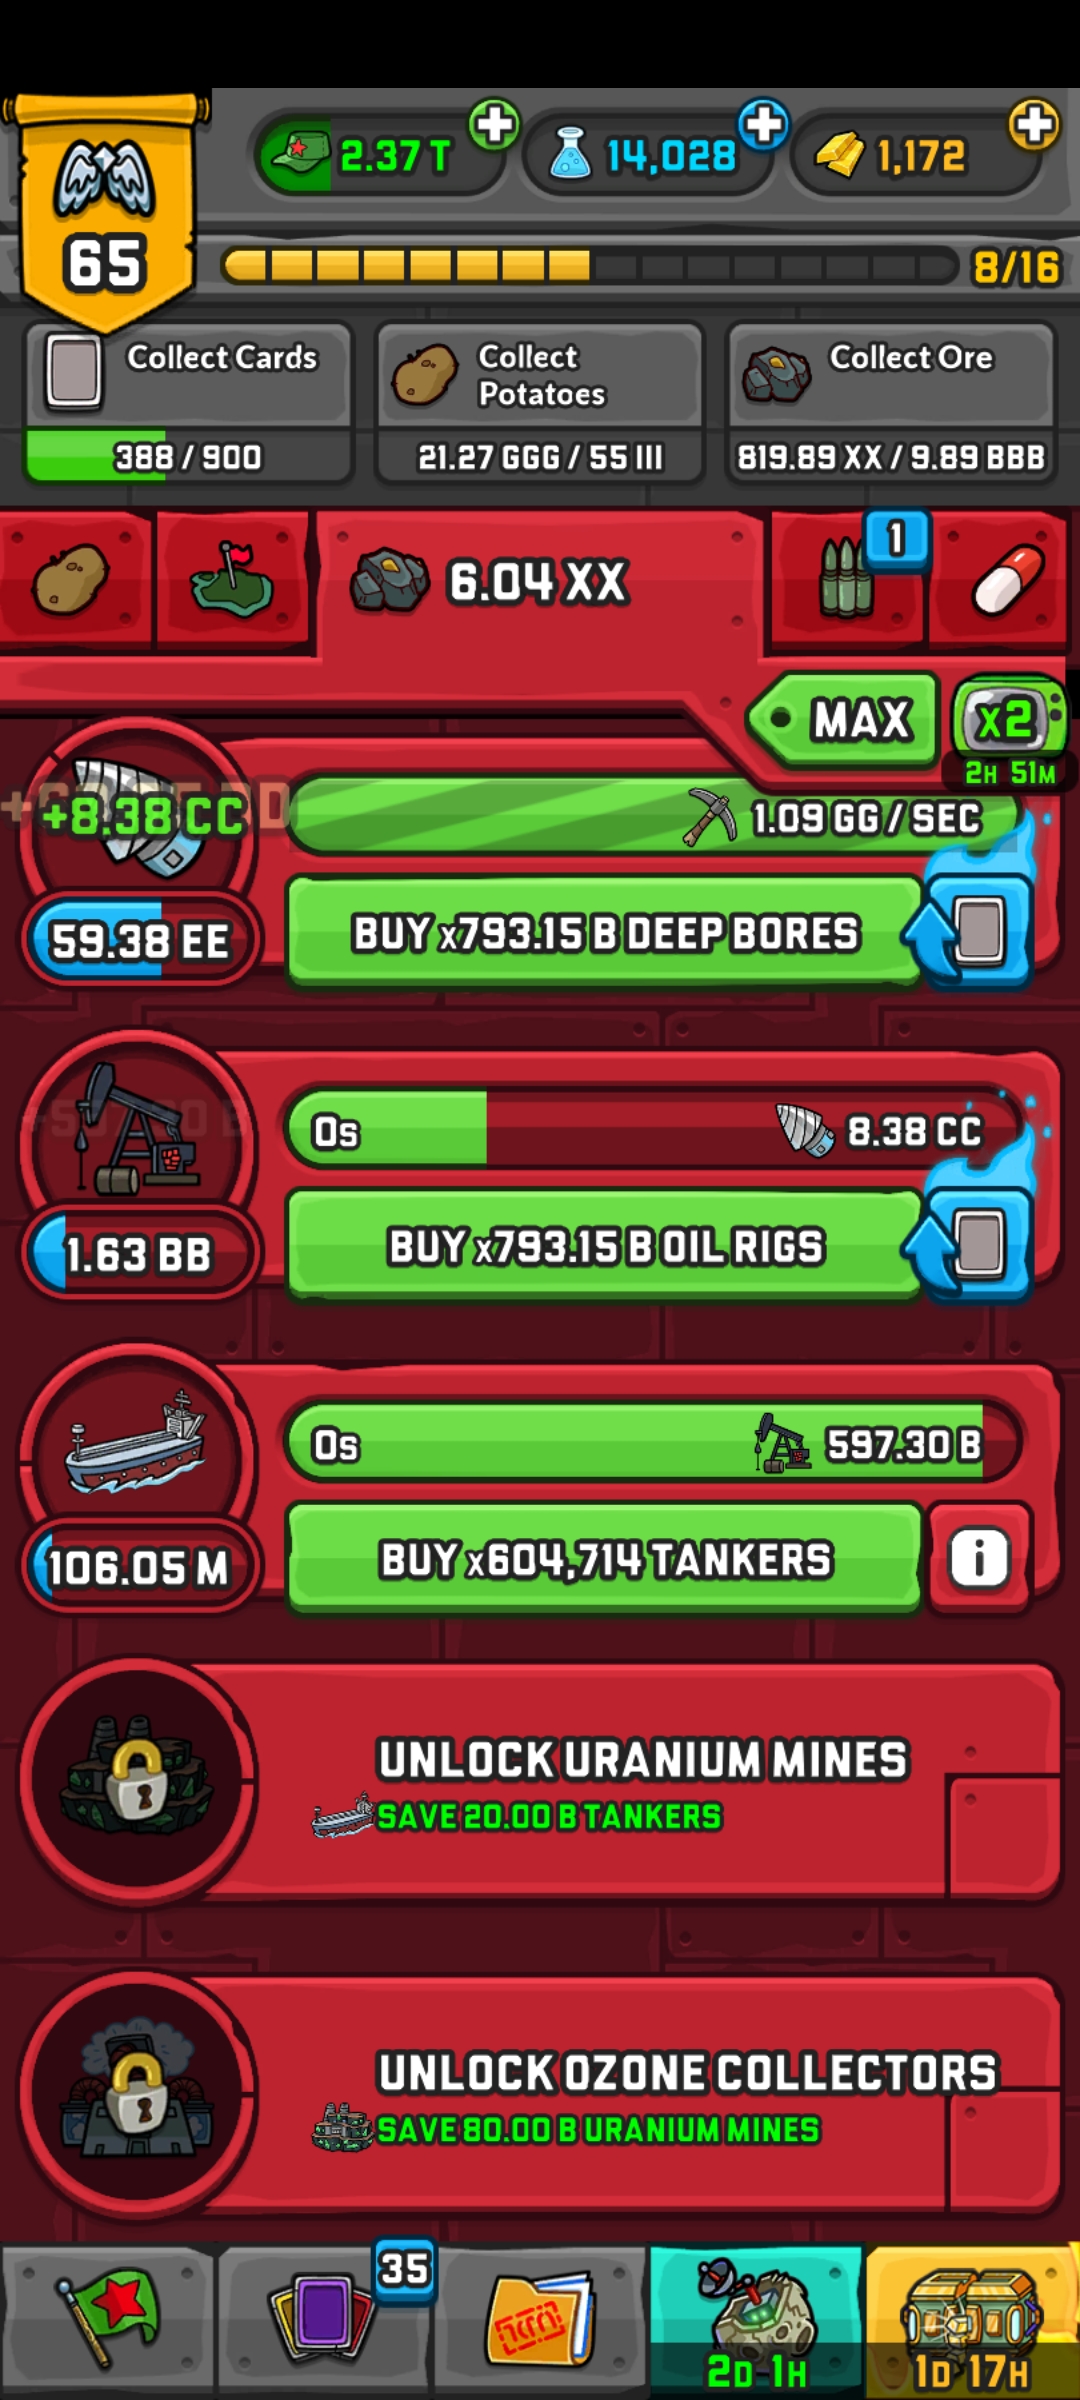 2.37 T
14,028
1,172
65
8/16
Collect Cards
388 / 900
Collect
Potatoes
21.27 GGG / 55 III
Collect Ore
819.89 XX / 9.89 BBB
6.04 XX
1
MAX
x2
2H 51M
+8.38 CC
1.09 GG / SEC
59.38 EE
BUY x793.15 B DEEP BORES
0s
8.38 CC
1.63 BB
BUY x793.15 B OIL RIGS
0s
597.30 B
106.05 M
BUY x604,714 TANKERS
i
UNLOCK URANIUM MINES
SAVE 20.00 B TANKERS
UNLOCK OZONE COLLECTORS
SAVE 80.00 B URANIUM MINES
35
2D 1H
1D 17H